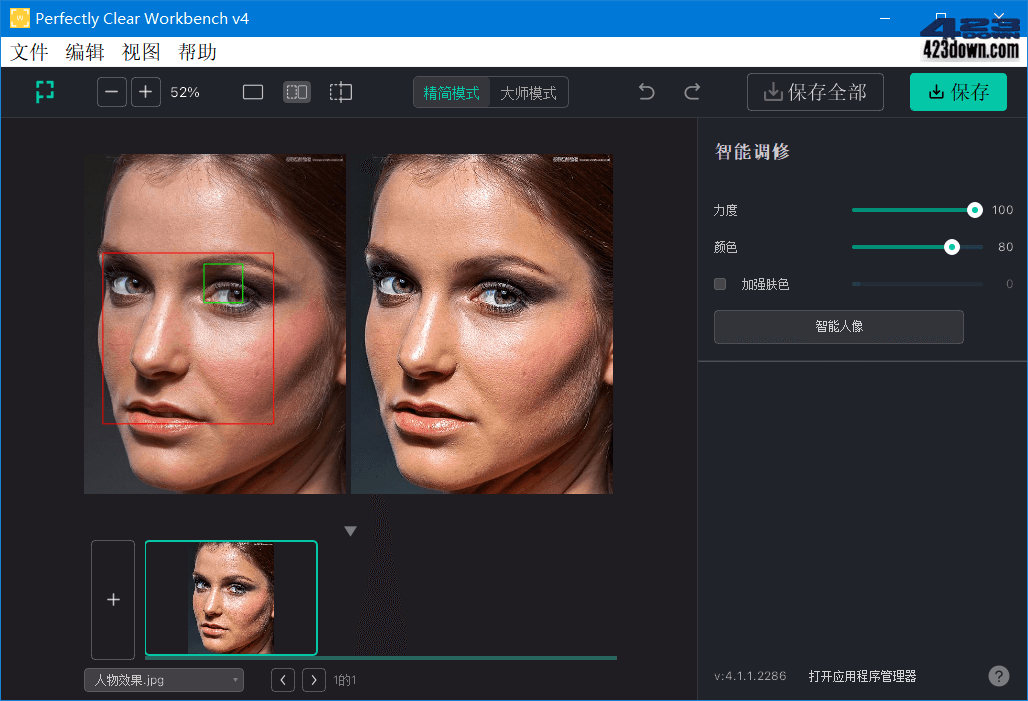 Perfectly Clear Workbench v4
423
423down.com
文件 编辑 视图 帮助
52%
精简模式 大师模式
保存全部
保存
智能调修
力度 100
颜色 80
加强肤色 0
智能人像
+
人物效果.jpg
1的1
v:4.1.1.2286 打开应用程序管理器
?